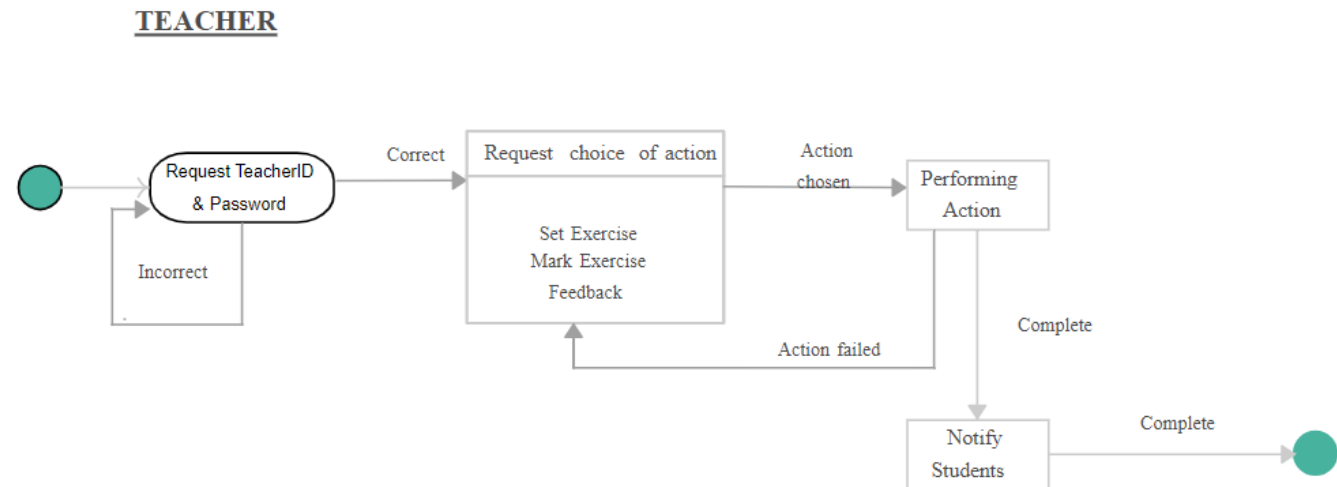 TEACHER
Request TeacherID
& Password
Incorrect
Correct
Request choice of action
Set Exercise
Mark Exercise
Feedback
Action
chosen
Performing
Action
Action failed
Complete
Notify
Students
Complete